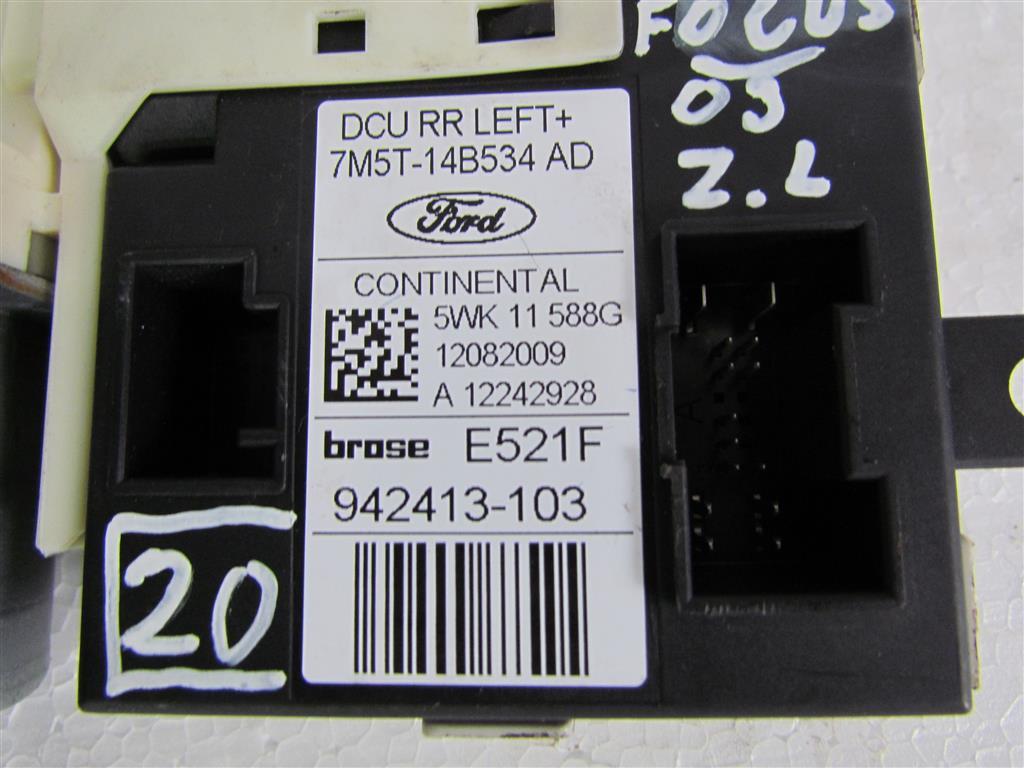 FOCUS
09
Z.L
DCU RR LEFT+
7M5T-14B534 AD
Ford
CONTINENTAL
5WK 11 588G
12082009
A 12242928
brose E521F
942413-103
20